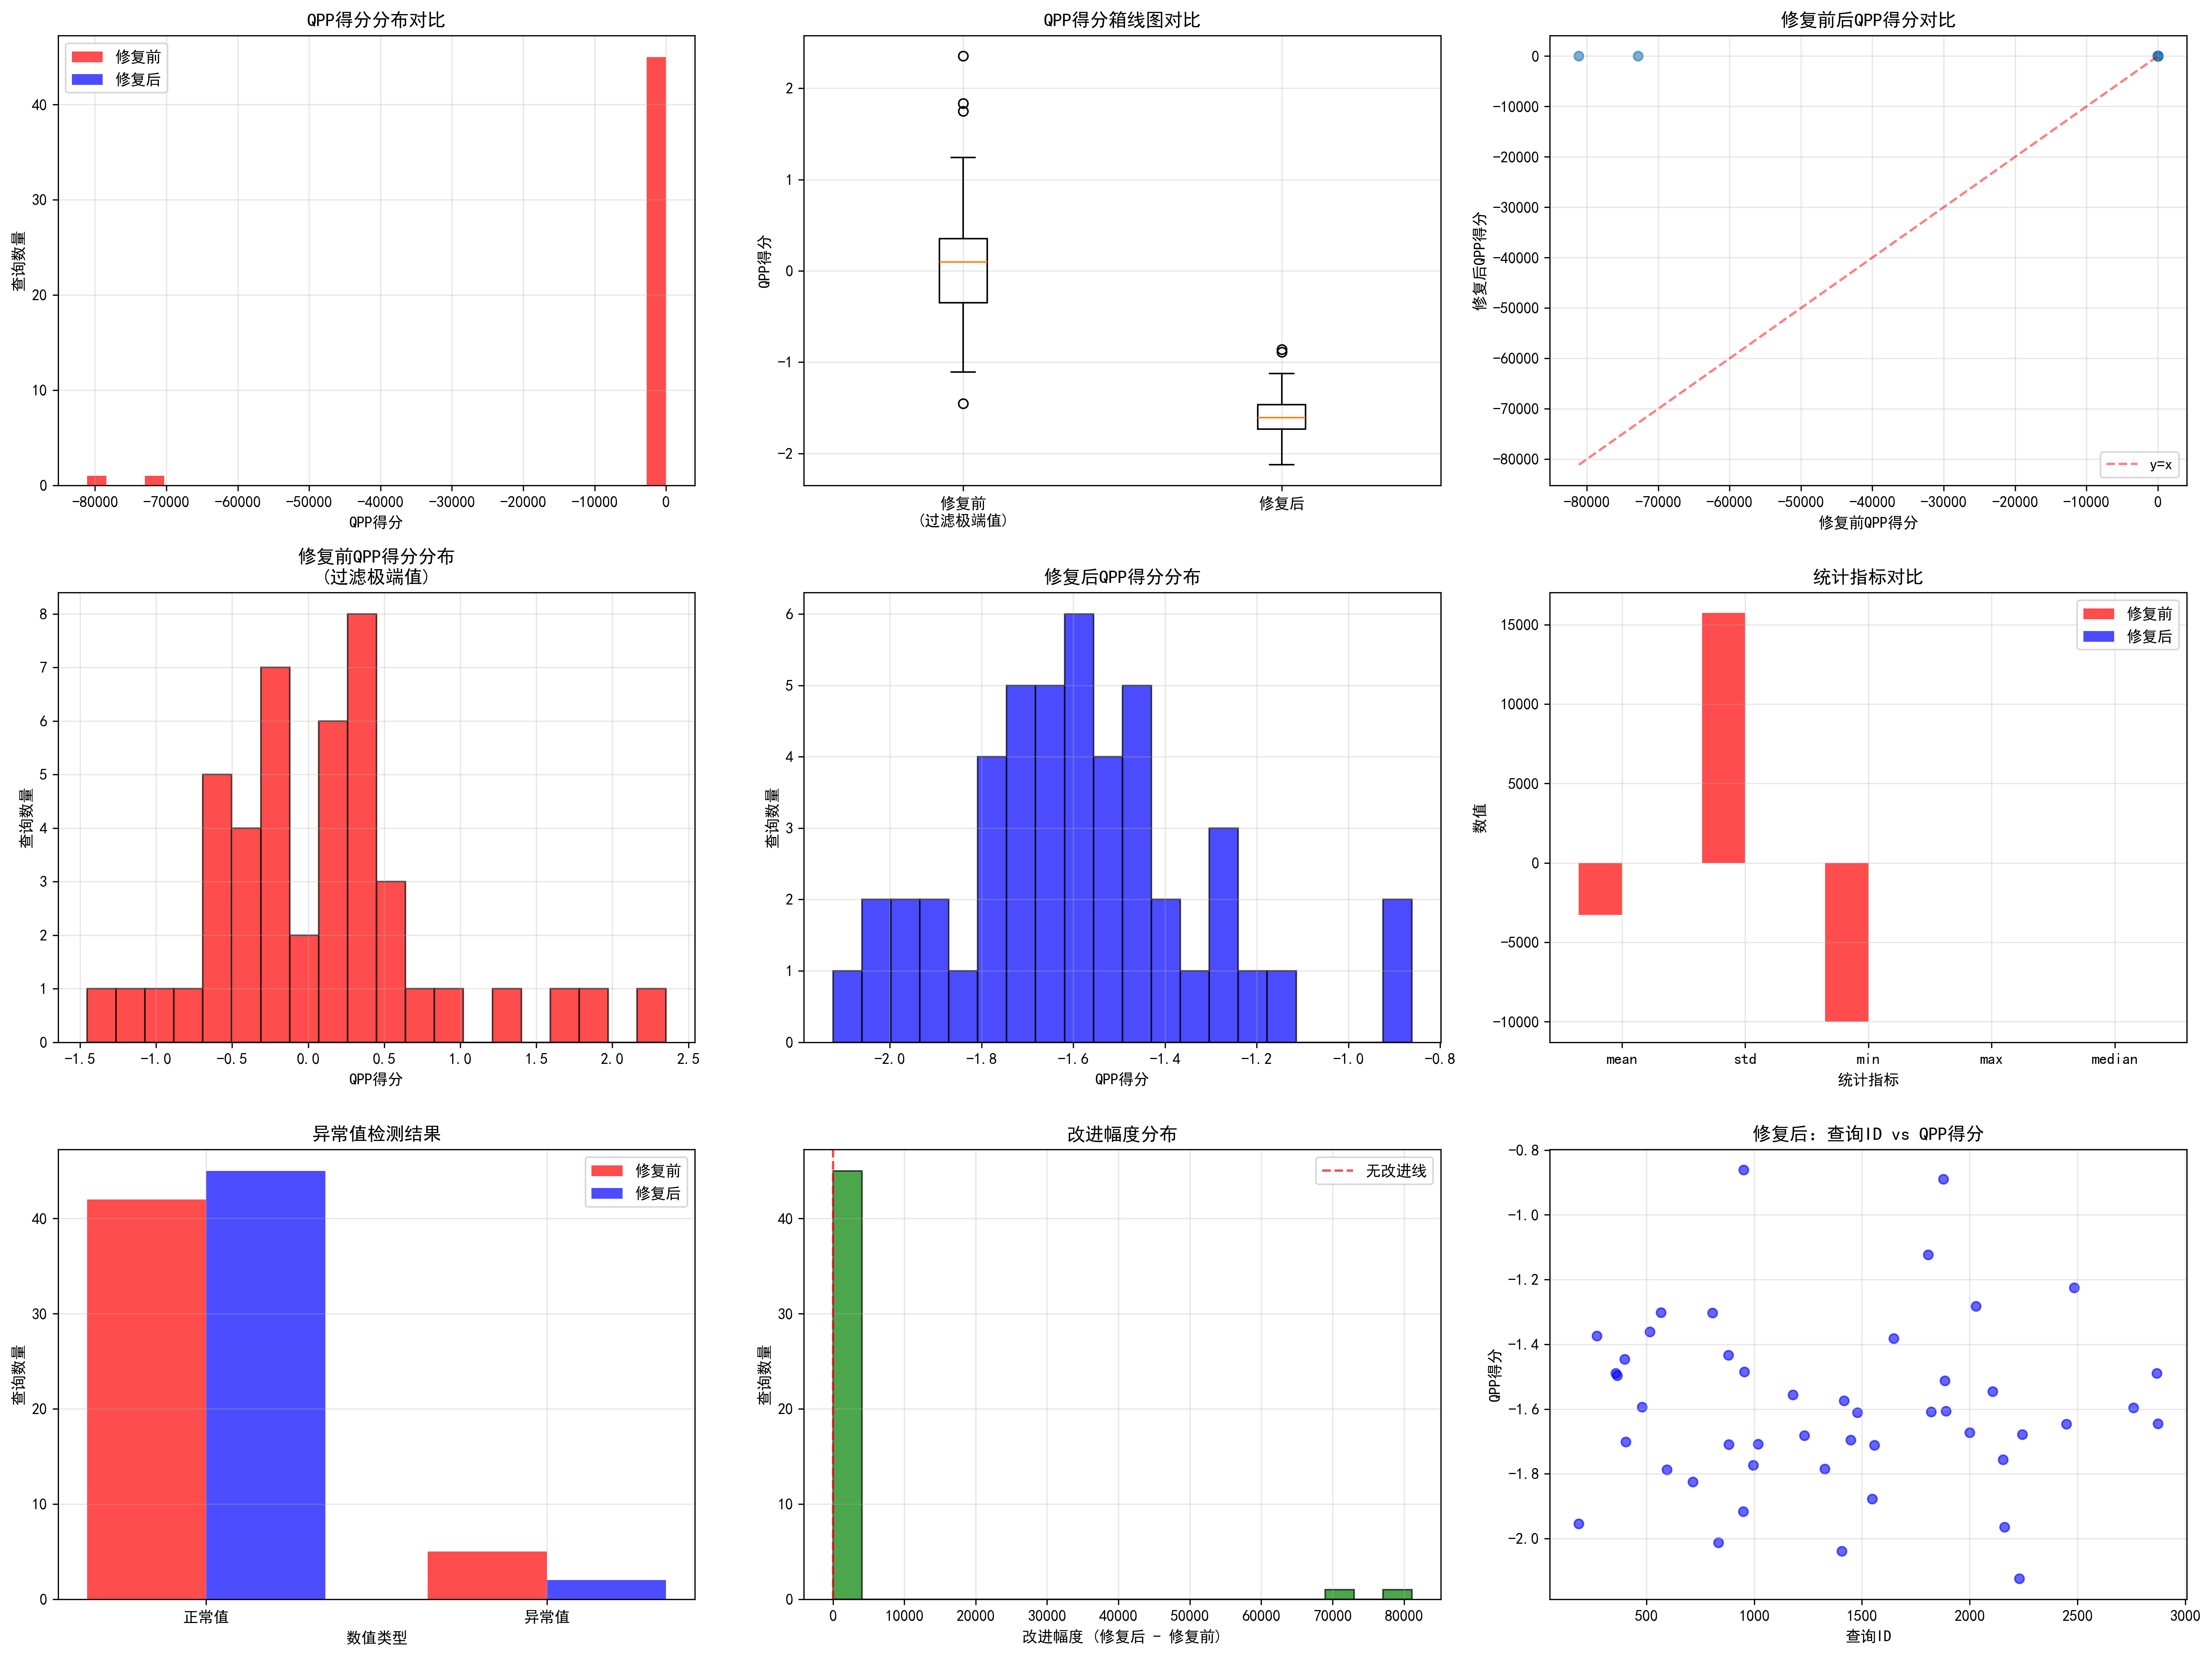 QPP得分分布对比
修复前
修复后
40
30
20
10
0
查询数量
-80000 -70000 -60000 -50000 -40000 -30000 -20000 -10000 0
QPP得分
QPP得分箱线图对比
2
1
0
-1
-2
QPP得分
修复前
(过滤极端值)
修复后
修复前后QPP得分对比
0
-10000
-20000
-30000
-40000
-50000
-60000
-70000
-80000
修复后QPP得分
y=x
-80000 -70000 -60000 -50000 -40000 -30000 -20000 -10000 0
修复前QPP得分
修复前QPP得分分布
(过滤极端值)
8
7
6
5
4
3
2
1
0
查询数量
-1.5 -1.0 -0.5 0.0 0.5 1.0 1.5 2.0 2.5
QPP得分
修复后QPP得分分布
6
5
4
3
2
1
0
查询数量
-2.0 -1.8 -1.6 -1.4 -1.2 -1.0 -0.8
QPP得分
统计指标对比
修复前
修复后
15000
10000
5000
0
-5000
-10000
数值
mean std min max median
统计指标
异常值检测结果
修复前
修复后
40
30
20
10
0
查询数量
正常值 异常值
数值类型
改进幅度分布
无改进线
40
30
20
10
0
查询数量
0 10000 20000 30000 40000 50000 60000 70000 80000
改进幅度 (修复后 - 修复前)
修复后: 查询ID vs QPP得分
-0.8
-1.0
-1.2
-1.4
-1.6
-1.8
-2.0
QPP得分
500 1000 1500 2000 2500 3000
查询ID